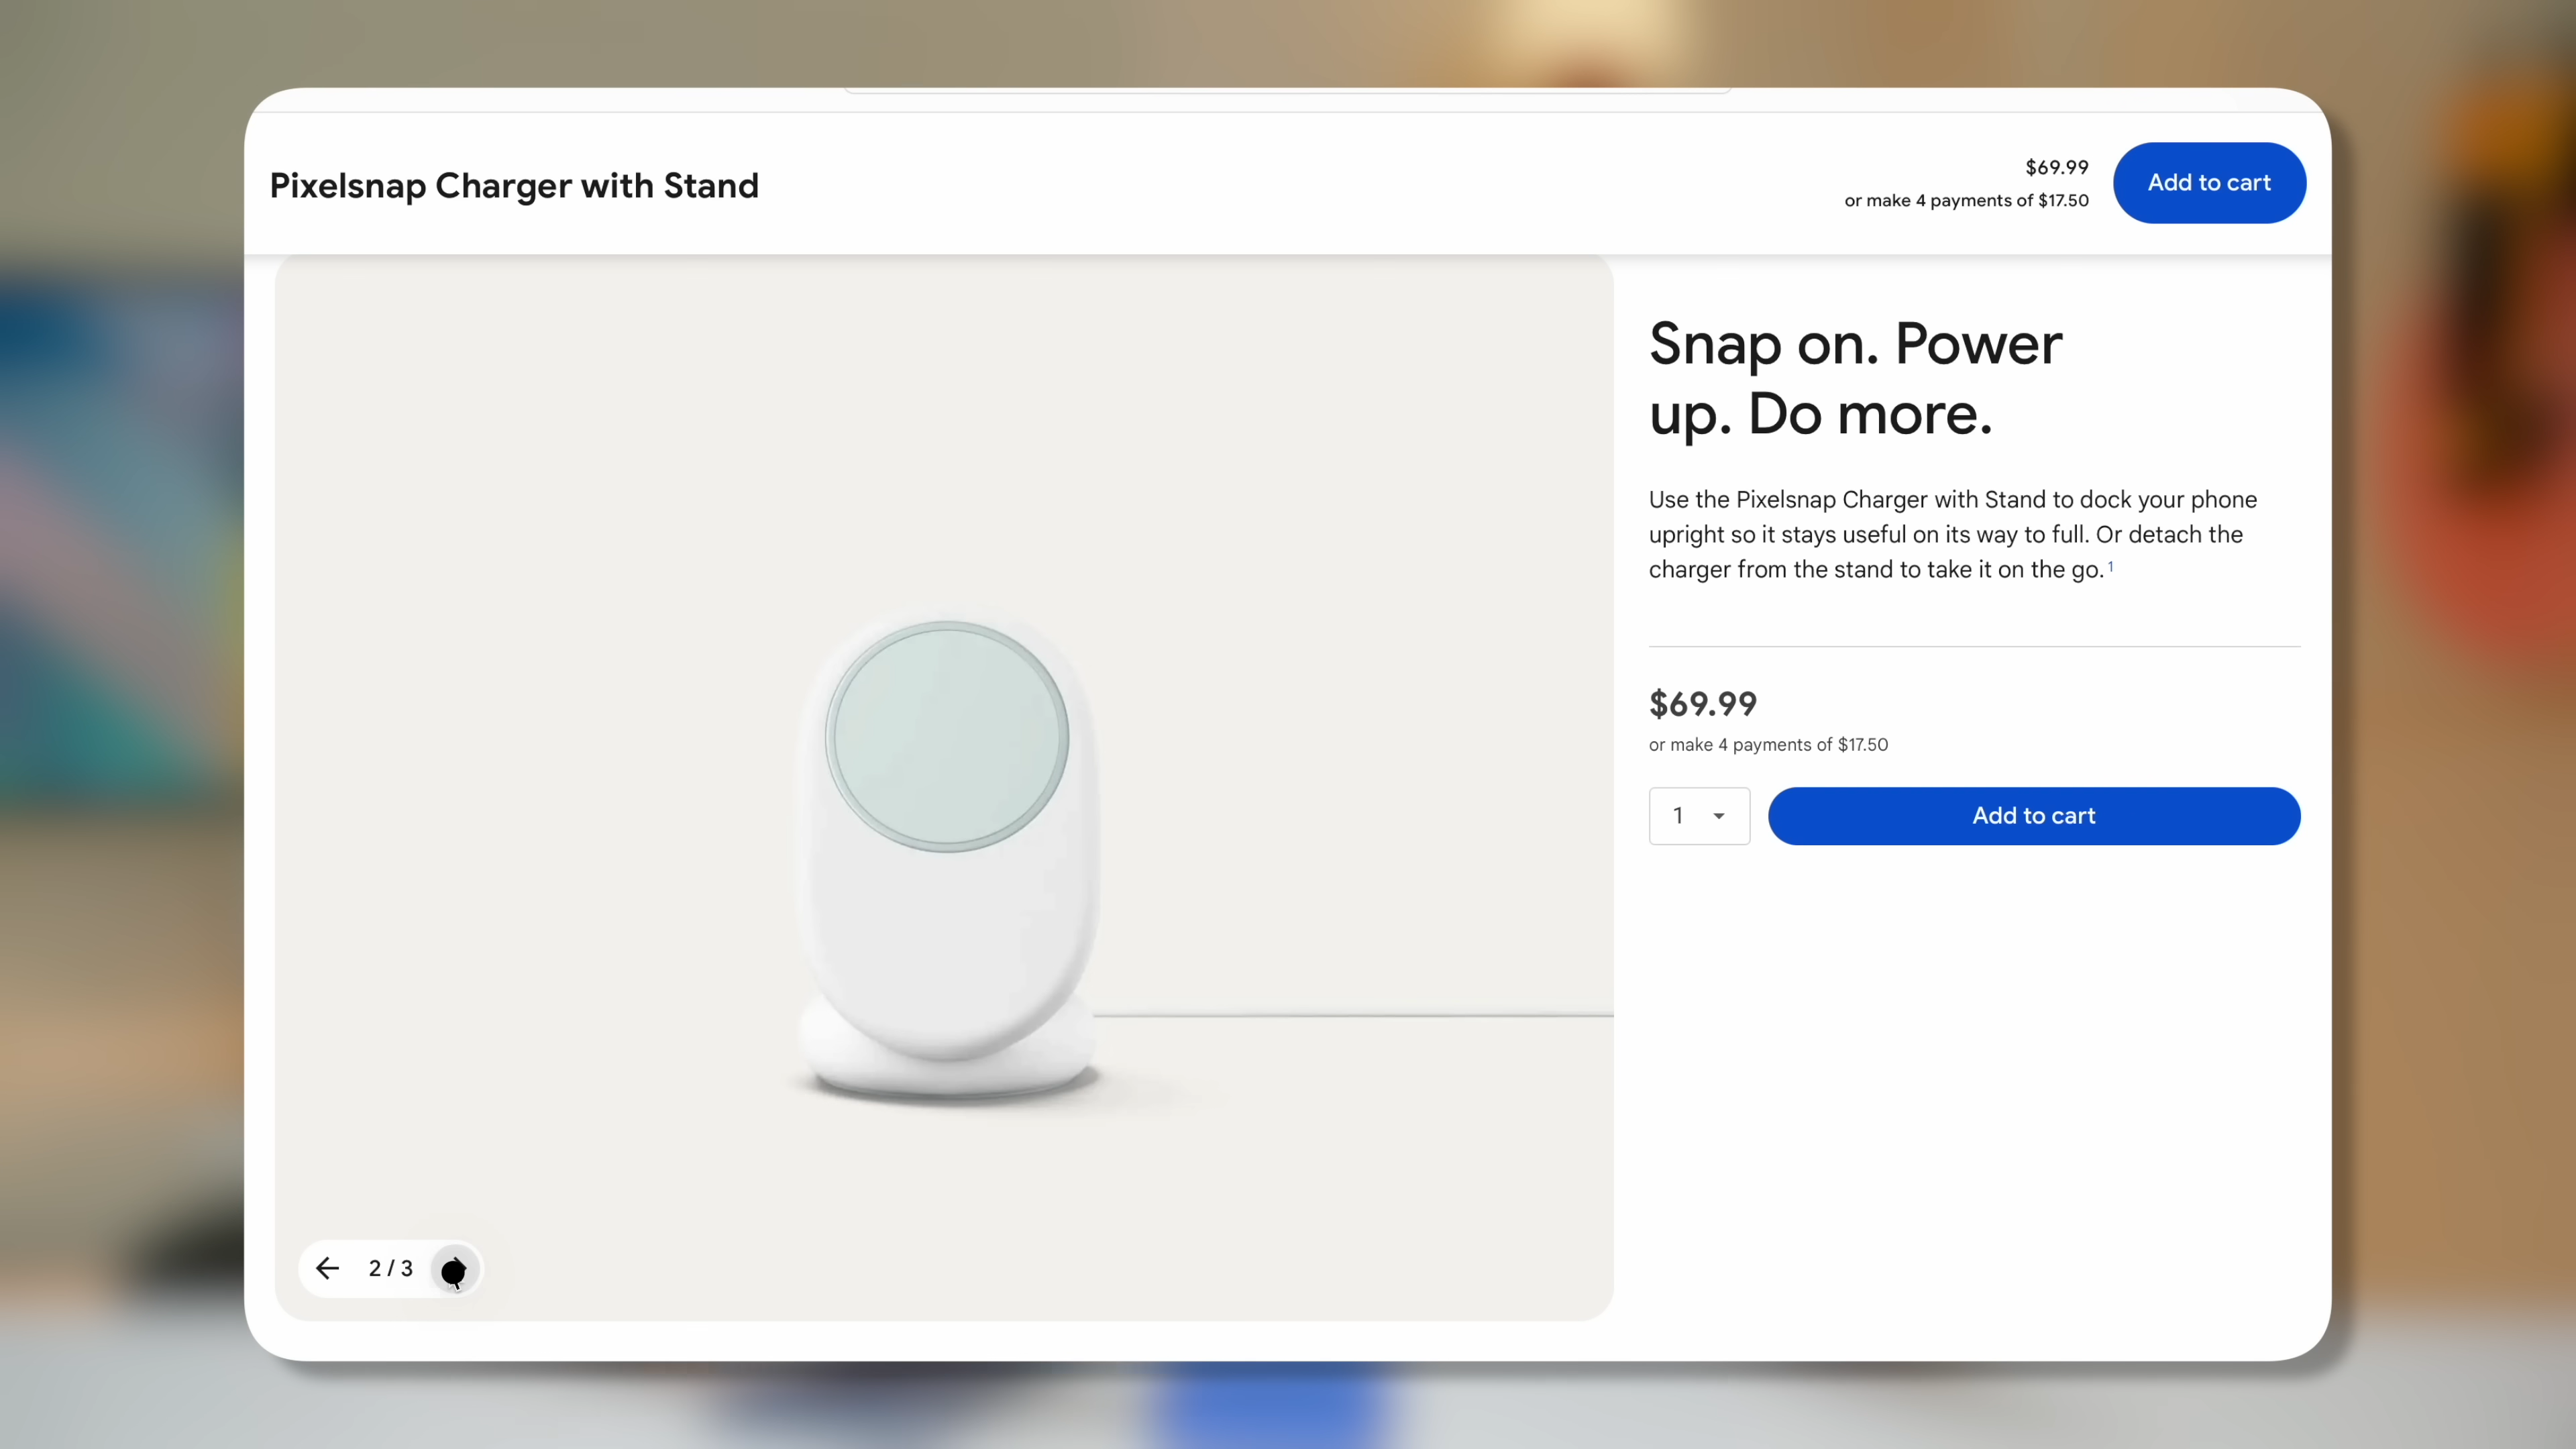 Pixelsnap Charger with Stand
$69.99
or make 4 payments of $17.50
Add to cart
Snap on. Power
up. Do more.
Use the Pixelsnap Charger with Stand to dock your phone
upright so it stays useful on its way to full. Or detach the
charger from the stand to take it on the go. 1
$69.99
or make 4 payments of $17.50
1
Add to cart
2 / 3